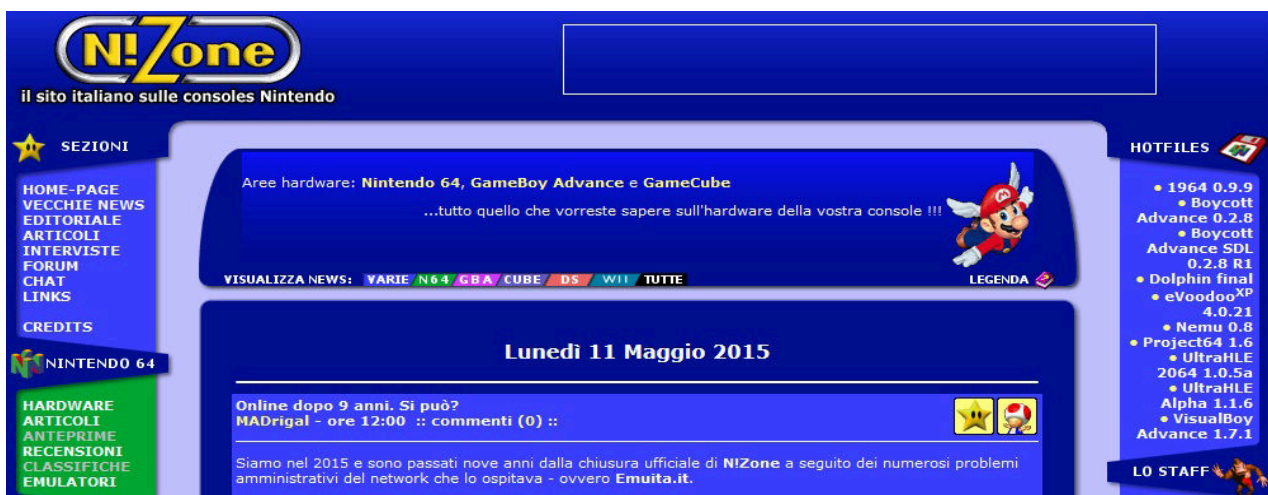 N!Zone
il sito italiano sulle consoles Nintendo
SEZIONI
HOME-PAGE
VECCHIE NEWS
EDITORIALE
ARTICOLI
INTERVISTE
FORUM
CHAT
LINKS
CREDITS
NINTENDO 64
HARDWARE
ARTICOLI
ANTEPRIME
RECENSIONI
CLASSIFICHE
EMULATORI
Aree hardware: Nintendo 64, GameBoy Advance e GameCube
...tutto quello che vorreste sapere sull'hardware della vostra console !!!
VISUALIZZA NEWS: VARIE N64 GBA CUBE DS WII TUTTE
LEGENDA
Lunedì 11 Maggio 2015
Online dopo 9 anni. Si può?
MADrigal - ore 12:00 :: commenti (0) ::
Siamo nel 2015 e sono passati nove anni dalla chiusura ufficiale di N!Zone a seguito dei numerosi problemi
amministrativi del network che lo ospitava - ovvero Emuita.it.
HOTFILES
• 1964 0.9.9
• Boycott
Advance 0.2.8
• Boycott
Advance SDL
0.2.8 R1
• Dolphin final
• eVoodooXP
4.0.21
• Nemu 0.8
• Project64 1.6
• UltraHLE
2064 1.0.5a
• UltraHLE
Alpha 1.1.6
• VisualBoy
Advance 1.7.1
LO STAFF